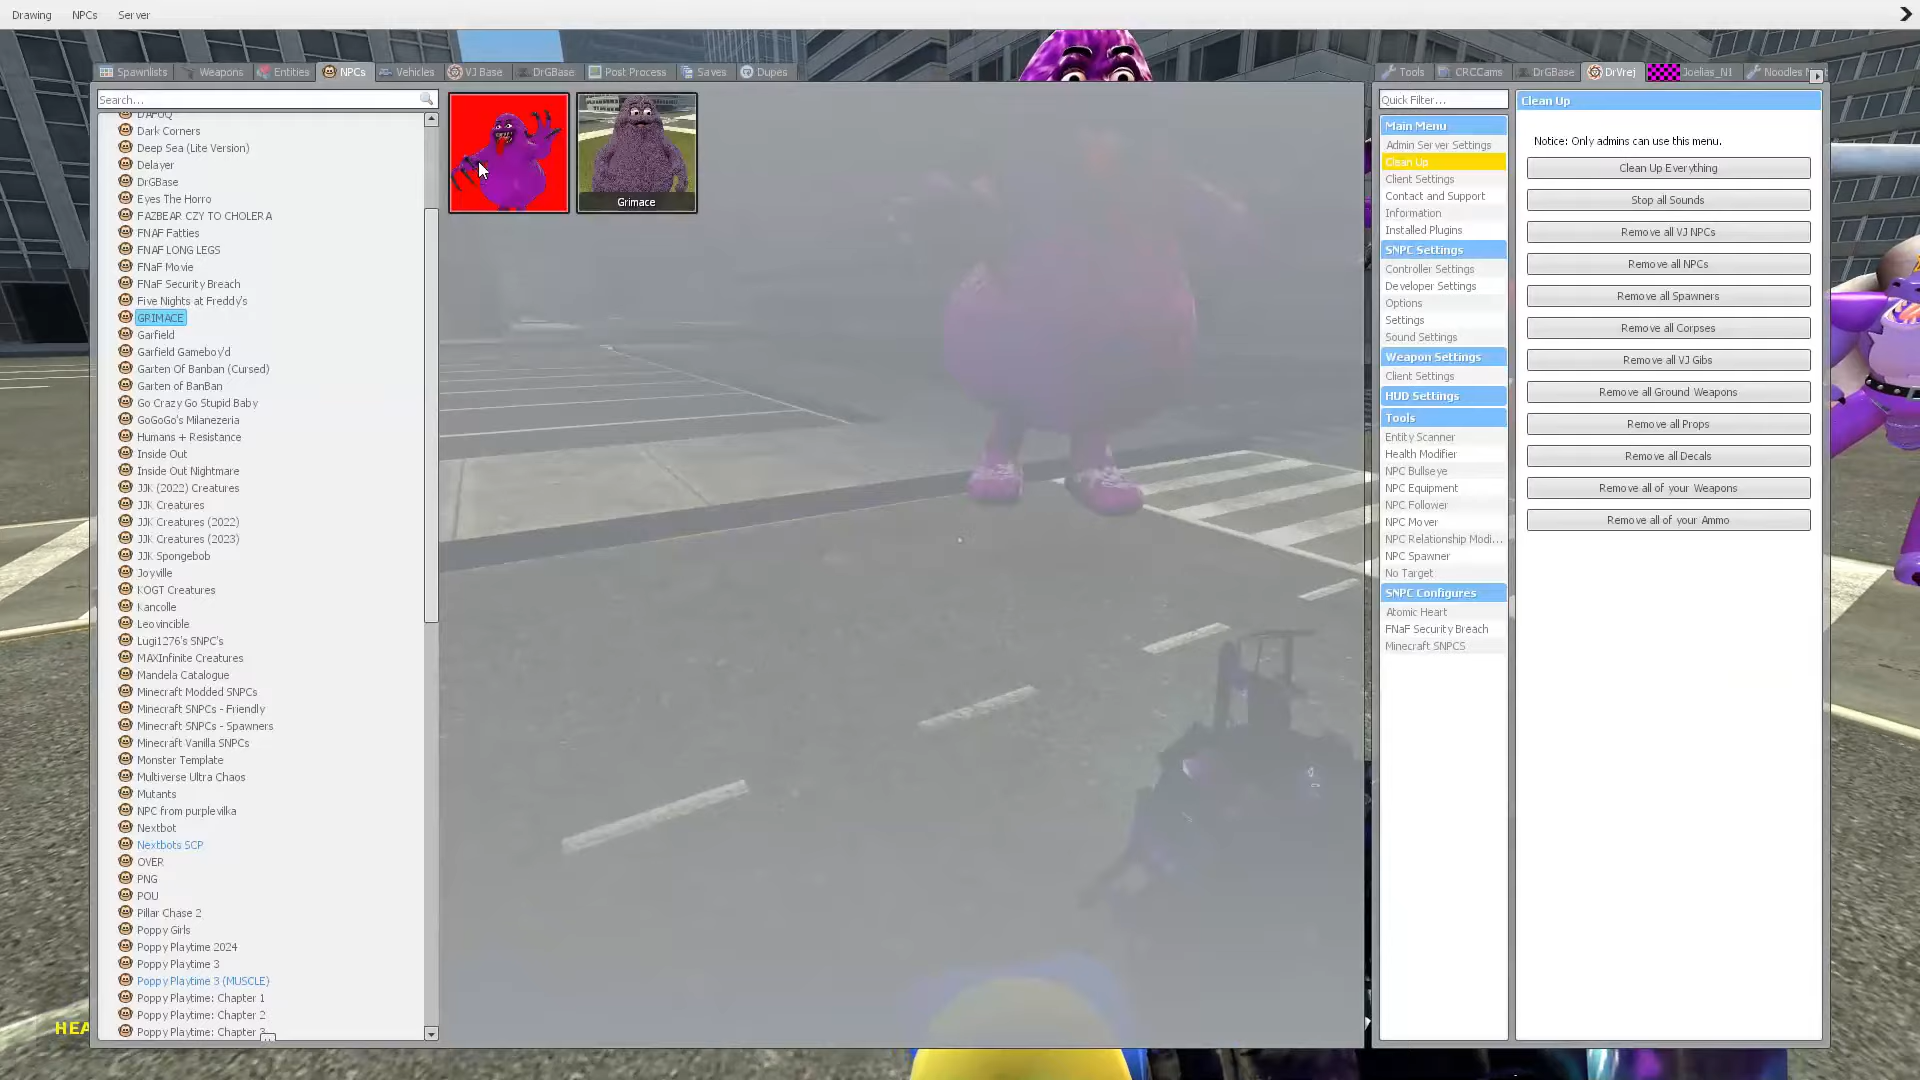 Drawing NPCs Server
Spawnlists Weapons Entities NPCs Vehicles VJ Base DrGBase Post Process Saves Dupes
Tools CRCCams DrGBase DrVrej Joelias_N1 Noodles
Search...
DAFUQ
Dark Corners
Deep Sea (Lite Version)
Delayer
DrGBase
Eyes The Horro
FAZBEAR CZY TO CHOLERA
FNAF Fatties
FNAF LONG LEGS
FNaF Movie
FNaF Security Breach
Five Nights at Freddy's
GRIMACE
Garfield
Garfield Gameboy'd
Garten Of Banban (Cursed)
Garten of BanBan
Go Crazy Go Stupid Baby
GoGoGo's Milanezeria
Humans + Resistance
Inside Out
Inside Out Nightmare
JJK (2022) Creatures
JJK Creatures
JJK Creatures (2022)
JJK Creatures (2023)
JJK Spongebob
Joyville
KOGT Creatures
Kancolle
Leovincible
Lugi1276's SNPC's
MAXInfinite Creatures
Mandela Catalogue
Minecraft Modded SNPCs
Minecraft SNPCs - Friendly
Minecraft SNPCs - Spawners
Minecraft Vanilla SNPCs
Monster Template
Multiverse Ultra Chaos
Mutants
NPC from purplevilka
Nextbot
Nextbots SCP
OVER
PNG
POU
Pillar Chase 2
Poppy Girls
Poppy Playtime 2024
Poppy Playtime 3
Poppy Playtime 3 (MUSCLE)
Poppy Playtime: Chapter 1
Poppy Playtime: Chapter 2
Poppy Playtime: Chapter 3
Grimace
HEA
Quick Filter...
Main Menu
Admin Server Settings
Clean Up
Client Settings
Contact and Support
Information
Installed Plugins
SNPC Settings
Controller Settings
Developer Settings
Options
Settings
Sound Settings
Weapon Settings
Client Settings
HUD Settings
Tools
Entity Scanner
Health Modifier
NPC Bullseye
NPC Equipment
NPC Follower
NPC Mover
NPC Relationship Modi...
NPC Spawner
No Target
SNPC Configures
Atomic Heart
FNaF Security Breach
Minecraft SNPCS
Clean Up
Notice: Only admins can use this menu.
Clean Up Everything
Stop all Sounds
Remove all VJ NPCs
Remove all NPCs
Remove all Spawners
Remove all Corpses
Remove all VJ Gibs
Remove all Ground Weapons
Remove all Props
Remove all Decals
Remove all of your Weapons
Remove all of your Ammo